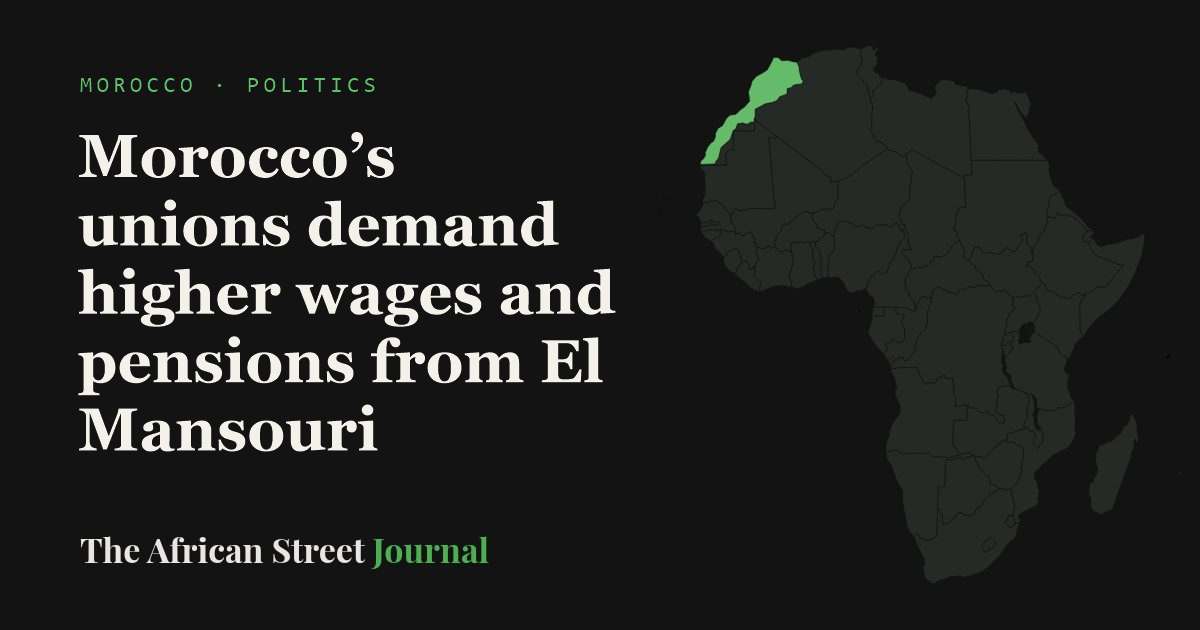 MOROCCO · POLITICS
Morocco’s
unions demand
higher wages and
pensions from El
Mansouri
The African Street Journal